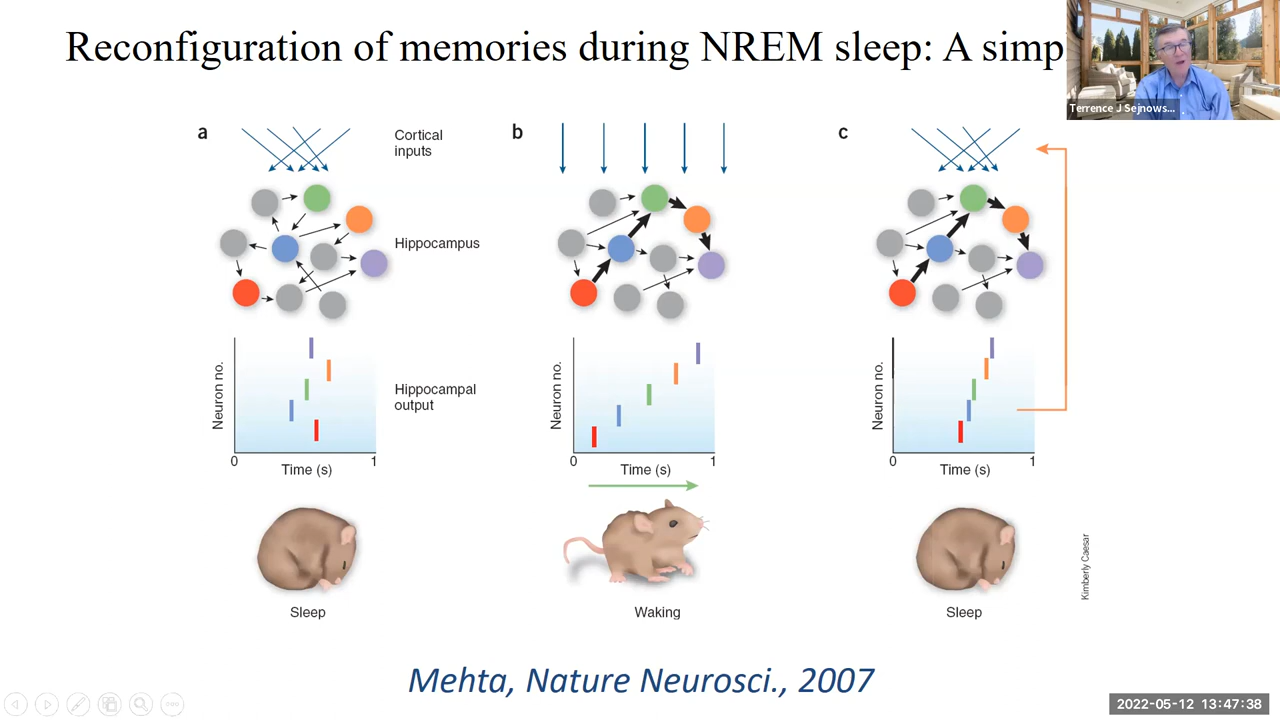 Reconfiguration of memories during NREM sleep: A simp
Terrence J Sejnows...
a
Cortical
inputs
b
c
Hippocampus
Neuron no.
Hippocampal
output
0
1
Time (s)
Neuron no.
0
1
Time (s)
Neuron no.
0
1
Time (s)
Sleep
Waking
Sleep
Kimberly Caesar
Mehta, Nature Neurosci., 2007
2022-05-12 13:47:38